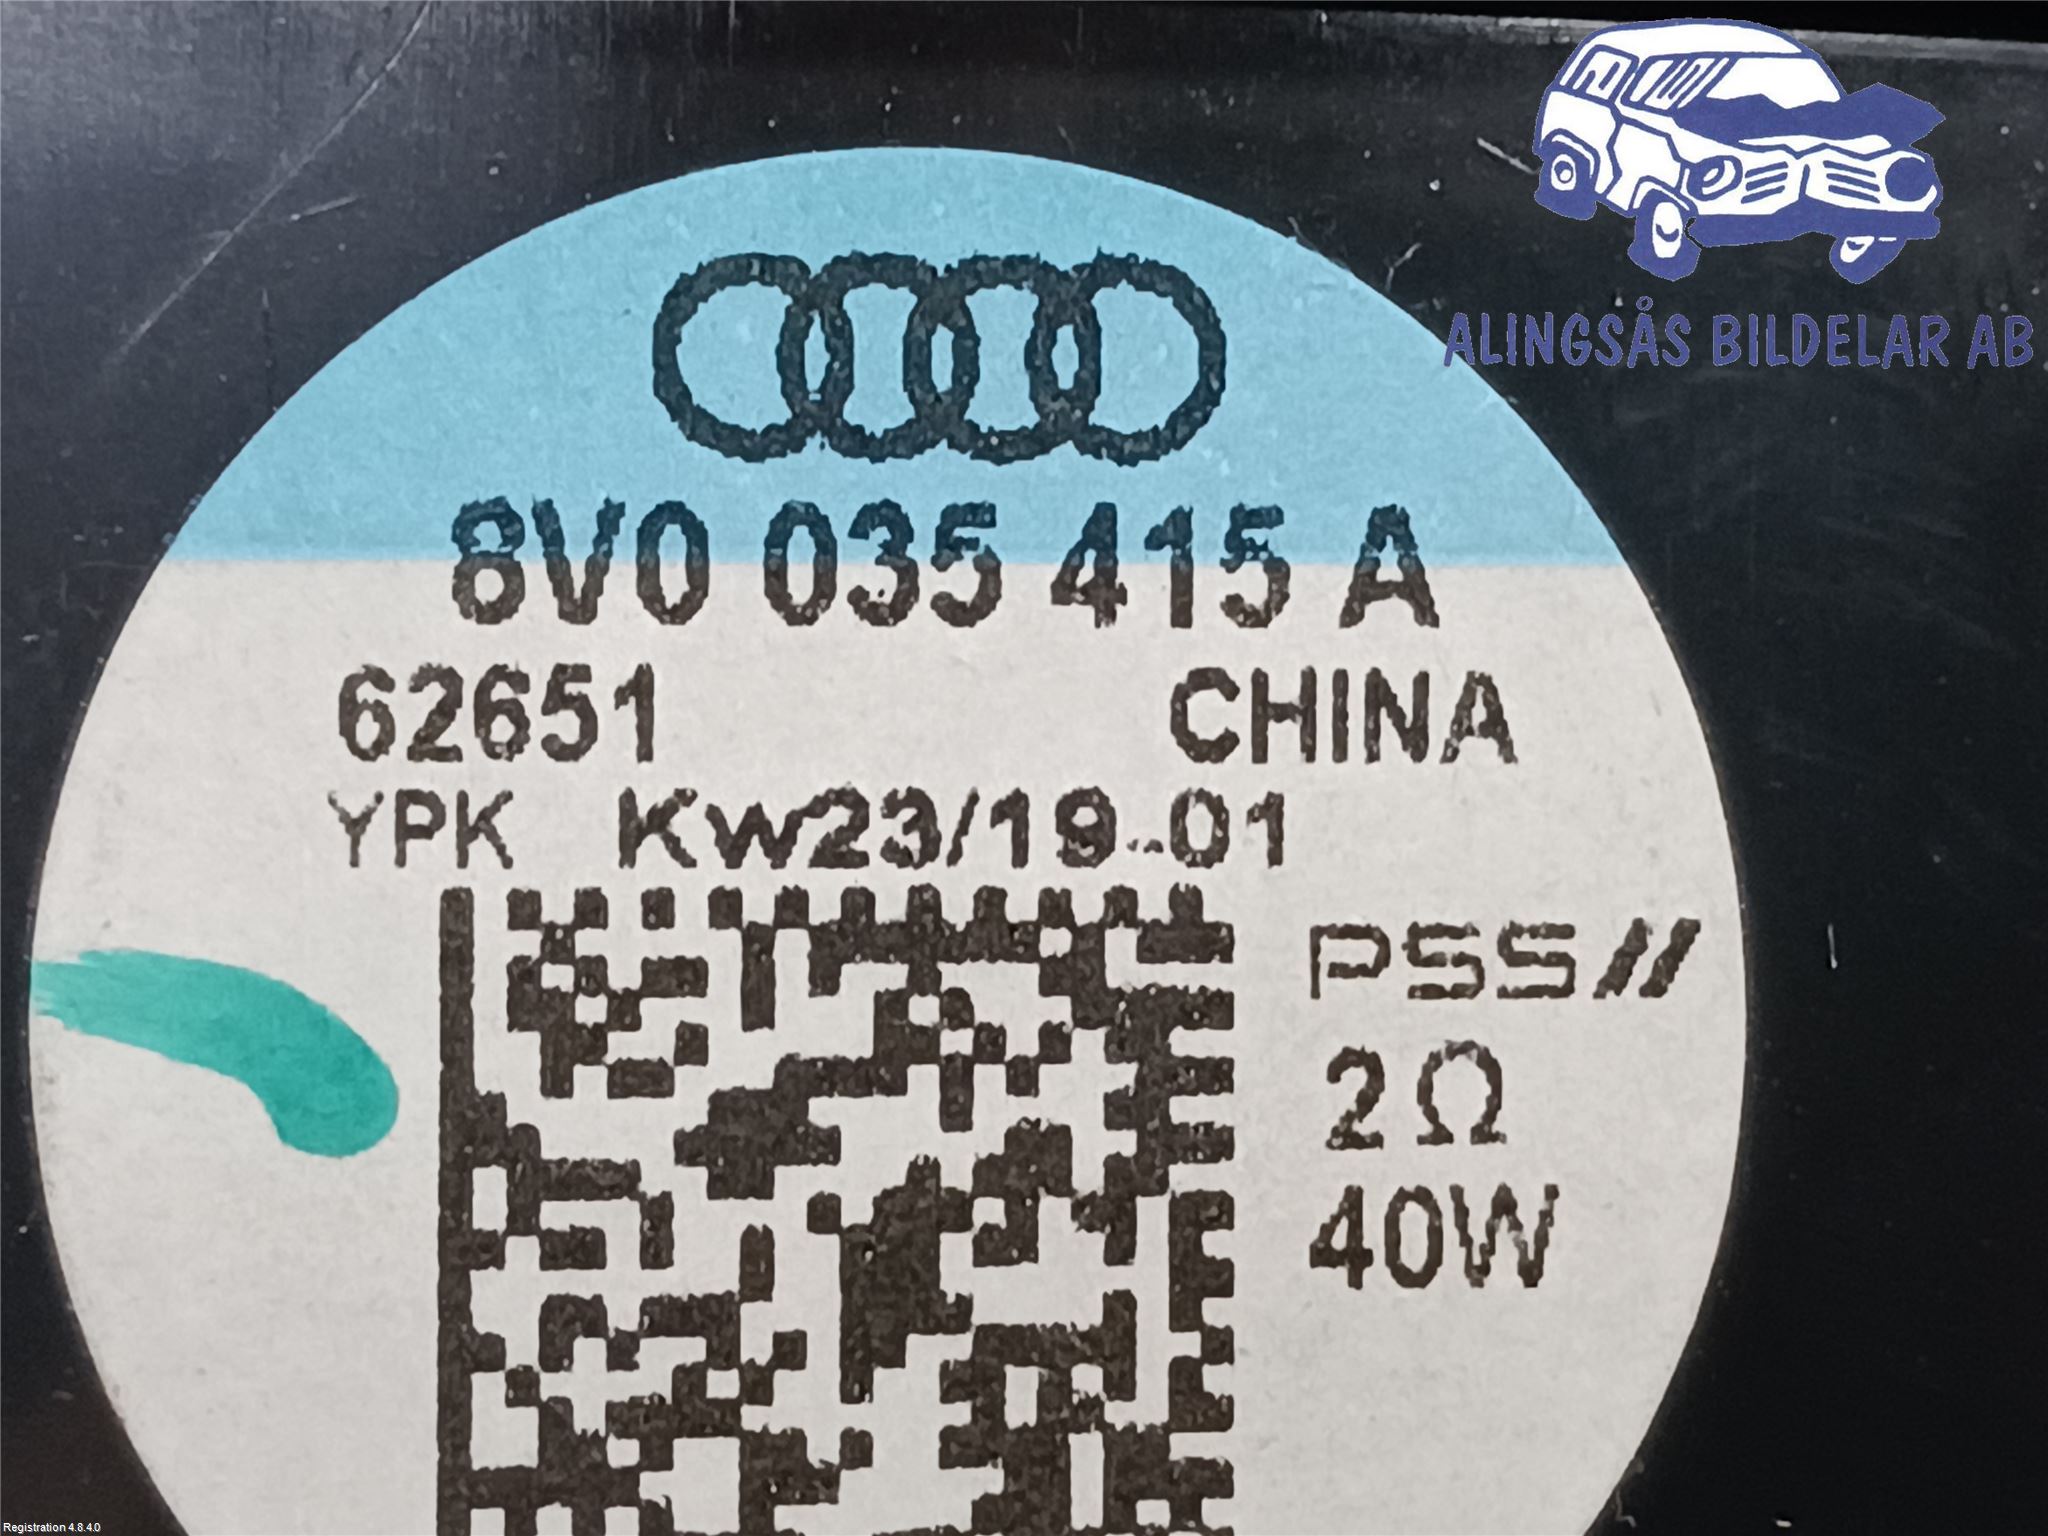 ALINGSÅS BILDELAR AB
8V0 035 415 A
62651 CHINA
YPK Kw23/19 01
PSS//
2Ω
40W
Registration 4.8.4.0